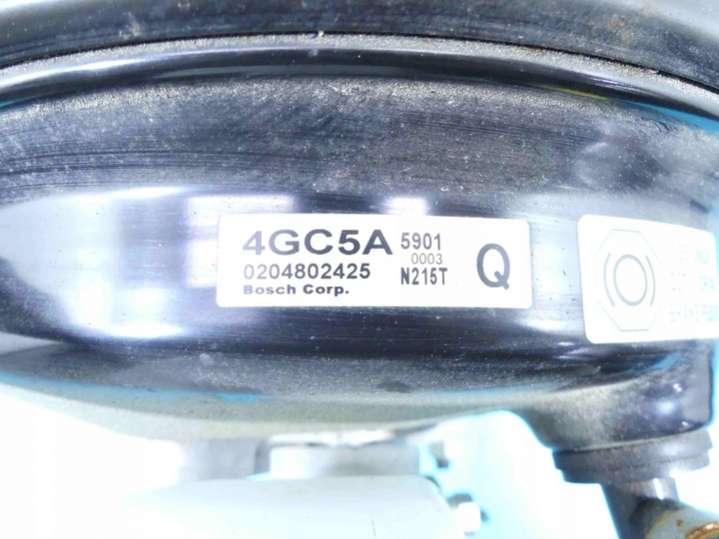 4GC5A 5901
0003
0204802425 N215T
Bosch Corp.
Q